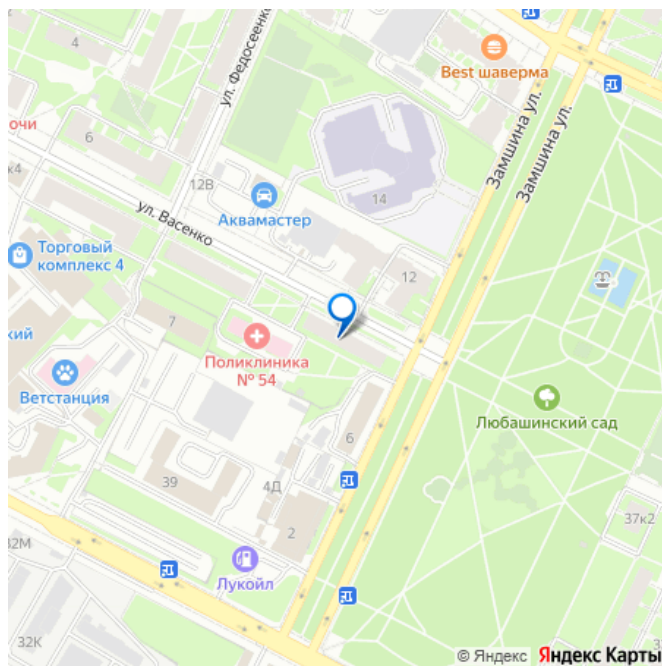 ул. Федосеенко
Best шаверма
Замшина ул.
Замшина ул.
очи
6
к4
12В
14
Аквамастер
ул. Васенко
Торговый
комплекс 4
12
7
кий
Поликлиника
№ 54
Ветстанция
Любашинский сад
6
39
4Д
2
37к2
32М
Лукойл
32К
3
© Яндекс Яндекс Карты